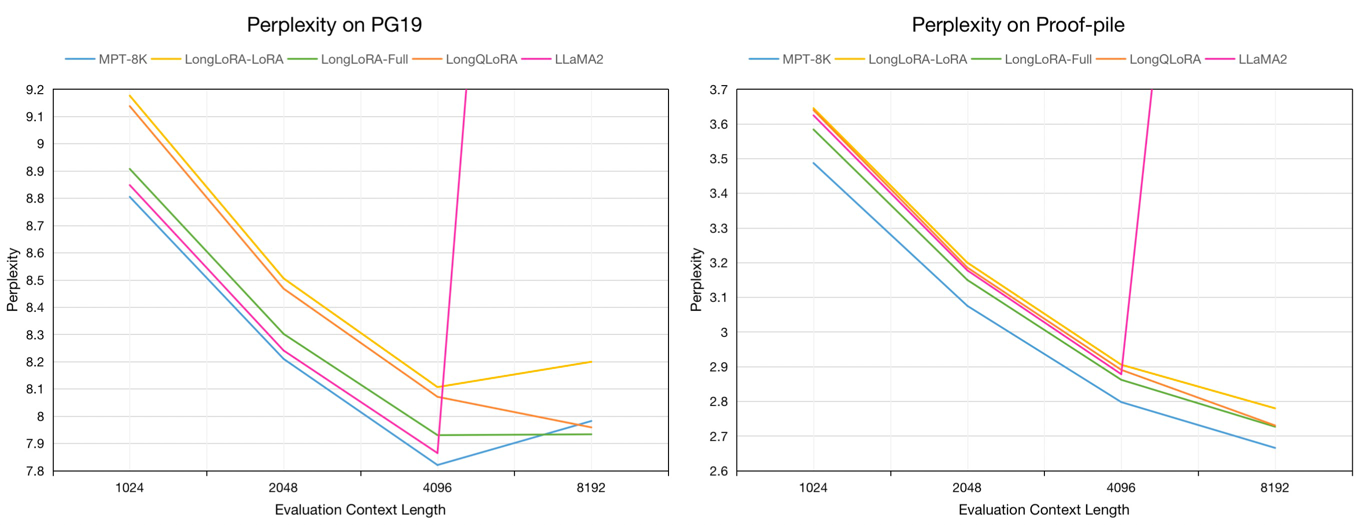 Perplexity on PG19
MPT-8K LongLoRA-LoRA LongLoRA-Full LongQLoRA LLaMA2
9.2
9.1
9
8.9
8.8
8.7
8.6
8.5
8.4
8.3
8.2
8.1
8
7.9
7.8
Perplexity
1024 2048 4096 8192
Evaluation Context Length
Perplexity on Proof-pile
MPT-8K LongLoRA-LoRA LongLoRA-Full LongQLoRA LLaMA2
3.7
3.6
3.5
3.4
3.3
3.2
3.1
3
2.9
2.8
2.7
2.6
Perplexity
1024 2048 4096 8192
Evaluation Context Length